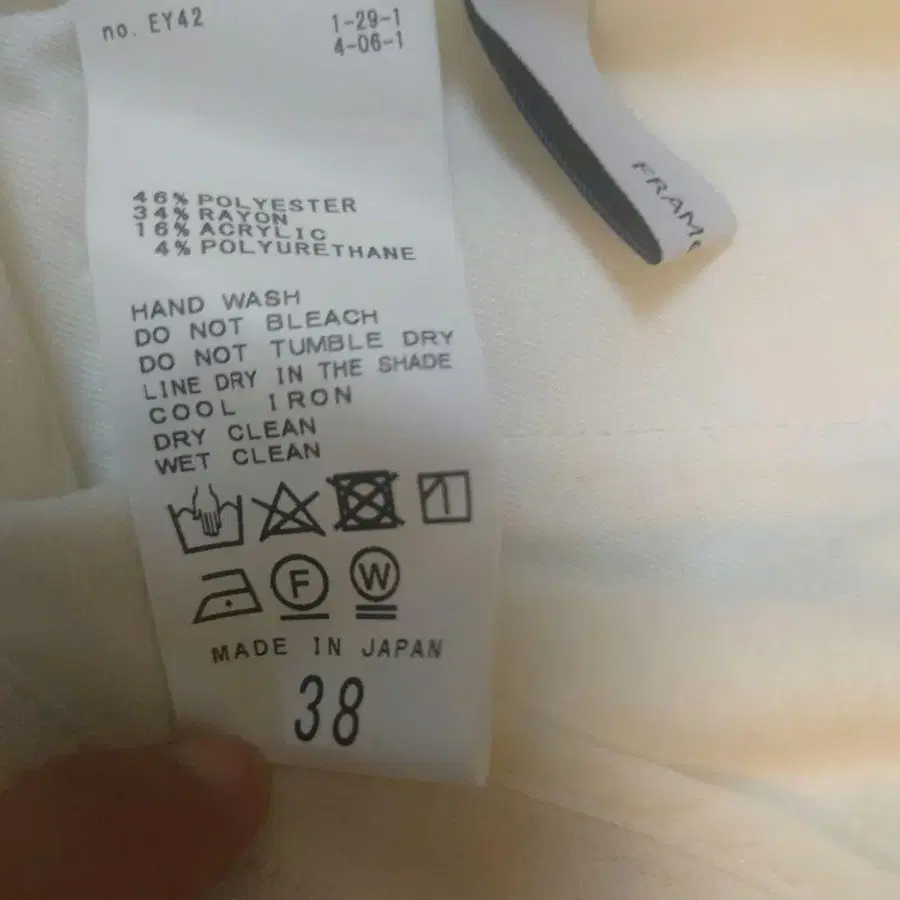 no. EY42
1-29-1
4-06-1
46% POLYESTER
34% RAYON
16% ACRYLIC
4% POLYURETHANE
HAND WASH
DO NOT BLEACH
DO NOT TUMBLE DRY
LINE DRY IN THE SHADE
COOL IRON
DRY CLEAN
WET CLEAN
F W
MADE IN JAPAN
38